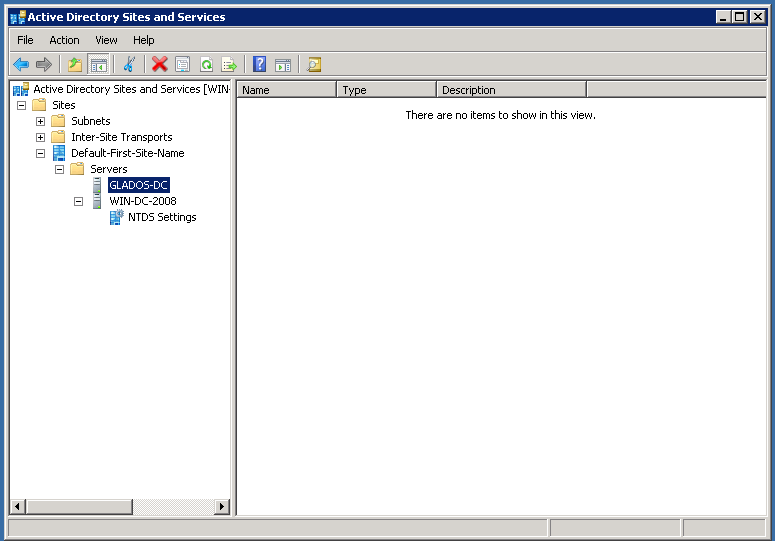 Active Directory Sites and Services
File Action View Help
Active Directory Sites and Services [WIN-
Name Type Description
Sites
There are no items to show in this view.
Subnets
Inter-Site Transports
Default-First-Site-Name
Servers
GLADOS-DC
WIN-DC-2008
NTDS Settings